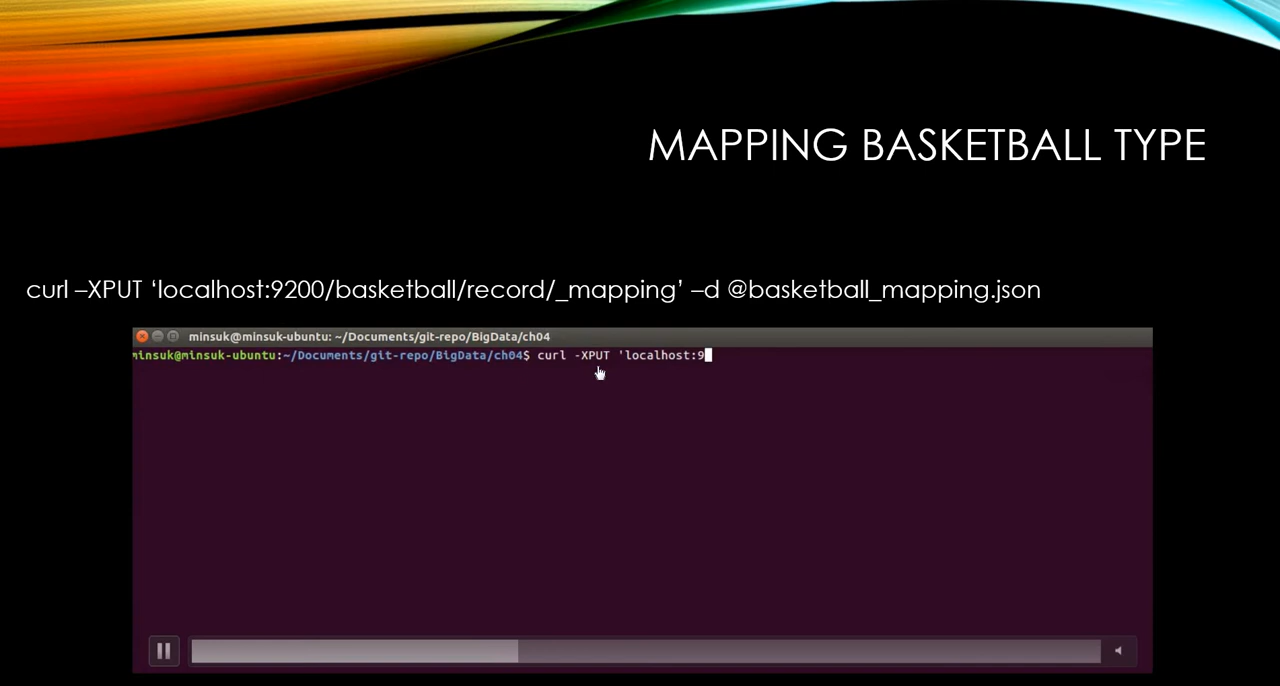 MAPPING BASKETBALL TYPE
curl –XPUT ‘localhost:9200/basketball/record/_mapping’ –d @basketball_mapping.json
minsuk@minsuk-ubuntu: ~/Documents/git-repo/BigData/ch04
minsuk@minsuk-ubuntu:~/Documents/git-repo/BigData/ch04$ curl -XPUT 'localhost:9